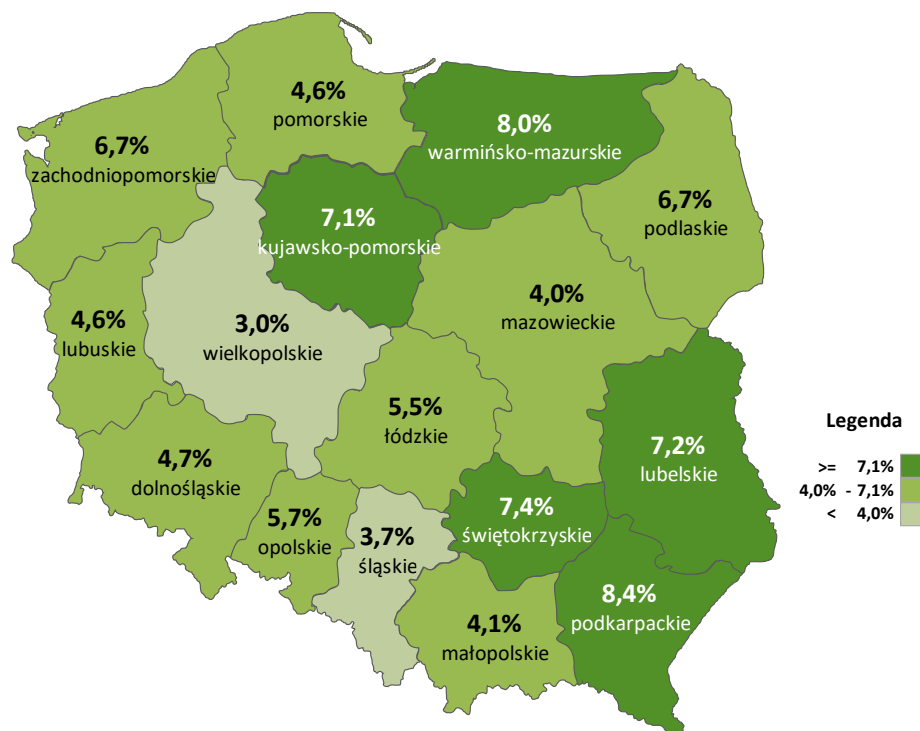 4,6%
pomorskie
8,0%
warmińsko-mazurskie
6,7%
zachodniopomorskie
6,7%
podlaskie
7,1%
kujawsko-pomorskie
4,0%
mazowieckie
4,6%
lubuskie
3,0%
wielkopolskie
5,5%
łódzkie
7,2%
lubelskie
4,7%
dolnośląskie
5,7%
opolskie
3,7%
śląskie
7,4%
świętokrzyskie
4,1%
małopolskie
8,4%
podkarpackie
Legenda
>= 7,1%
4,0% - 7,1%
< 4,0%